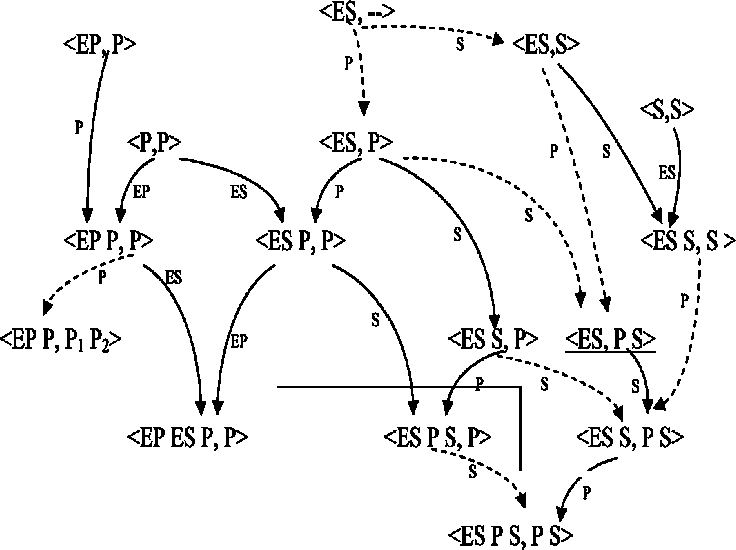 <ES, -->
<EP, P>
S
<ES,S>
P
<S,S>
P
<P,P>
<ES, P>
P
S
EP
ES
P
ES
S
S
<EP P, P>
<ES P, P>
<ES S, S >
P
ES
P
S
EP
<EP P, P₁ P₂>
<ES S, P>
<ES, P S>
P
S
S
<EP ES P, P>
<ES P S, P>
<ES S, P S>
S
P
<ES P S, P S>